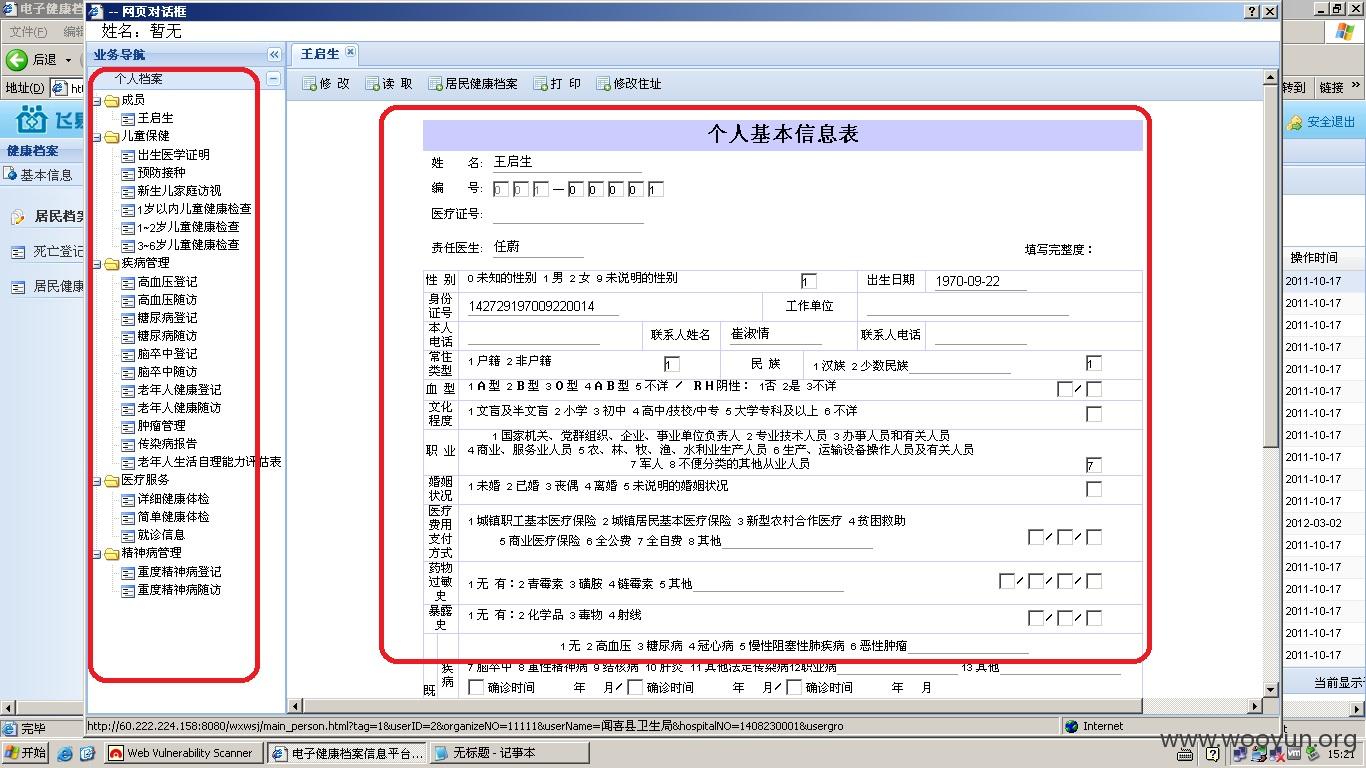 电子健康档
-- 网页对话框
文件(F) 编辑
姓名：暂无
后退
地址(D)
转到 链接 »
安全退出
健康档案
基本信息
居民档案
死亡登记
居民健康
业务导航
个人档案
成员
王启生
儿童保健
出生医学证明
预防接种
新生儿家庭访视
1岁以内儿童健康检查
1~2岁儿童健康检查
3~6岁儿童健康检查
疾病管理
高血压登记
高血压随访
糖尿病登记
糖尿病随访
脑卒中登记
脑卒中随访
老年人健康登记
老年人健康随访
肿瘤管理
传染病报告
老年人生活自理能力评估表
医疗服务
详细健康体检
简单健康体检
就诊信息
精神病管理
重度精神病登记
重度精神病随访
王启生
修 改 读 取 居民健康档案 打 印 修改住址
个人基本信息表
姓 名: 王启生
编 号: 0 0 1 — 0 0 0 0 1
医疗证号:
责任医生: 任蔚 填写完整度：
性 别 0 未知的性别 1 男 2 女 9 未说明的性别 1 出生日期 1970-09-22
身份证号 142729197009220014 工作单位
本人电话 联系人姓名 崔淑情 联系人电话
常住类型 1 户籍 2 非户籍 1 民 族 1 汉族 2 少数民族 1
血 型 1 A 型 2 B 型 3 O 型 4 A B 型 5 不详 / R H 阴性： 1否 2是 3不详 /
文化程度 1 文盲及半文盲 2 小学 3 初中 4 高中/技校/中专 5 大学专科及以上 6 不详
职 业 1 国家机关、党群组织、企业、事业单位负责人 2 专业技术人员 3 办事人员和有关人员
4 商业、服务业人员 5 农、林、牧、渔、水利业生产人员 6 生产、运输设备操作人员及有关人员
7 军人 8 不便分类的其他从业人员 7
婚姻状况 1 未婚 2 已婚 3 丧偶 4 离婚 5 未说明的婚姻状况
医疗费用支付方式 1 城镇职工基本医疗保险 2 城镇居民基本医疗保险 3 新型农村合作医疗 4 贫困救助
5 商业医疗保险 6 全公费 7 全自费 8 其他 / /
药物过敏史 1 无 有：2 青霉素 3 磺胺 4 链霉素 5 其他 / / /
暴露史 1 无 有：2 化学品 3 毒物 4 射线 / /
1 无 2 高血压 3 糖尿病 4 冠心病 5 慢性阻塞性肺疾病 6 恶性肿瘤
疾病 7 脑卒中 8 重性精神病 9 结核病 10 肝炎 11 其他法定传染病12职业病 13 其他
既 确诊时间 年 月/ 确诊时间 年 月/ 确诊时间 年 月
操作时间
2011-10-17
2011-10-17
2011-10-17
2011-10-17
2011-10-17
2011-10-17
2011-10-17
2011-10-17
2011-10-17
2011-10-17
2011-10-17
2012-03-02
2011-10-17
2011-10-17
2011-10-17
2011-10-17
2011-10-17
2011-10-17
当前显示
http://60.222.224.158:8080/wxwsj/main_person.html?tag=1&userID=2&organizeNO=11111&userName=闻喜县卫生局&hospitalNO=1408230001&usergro
Internet
完毕
www.wooyun.org
开始 Web Vulnerability Scanner 电子健康档案信息平台... 无标题 - 记事本 15:21